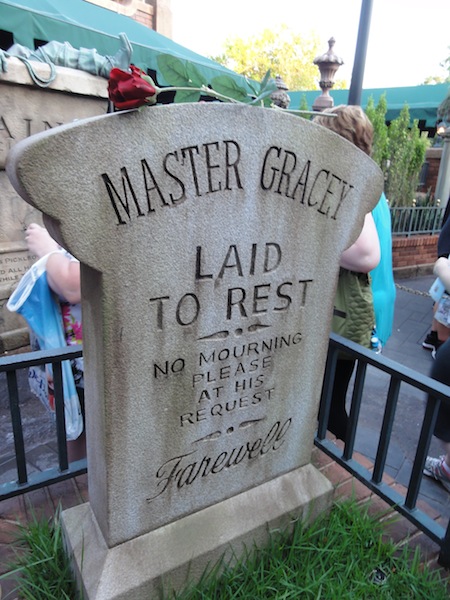 MASTER GRACEY
LAID
TO REST
NO MOURNING
PLEASE
AT HIS
REQUEST
Farewell